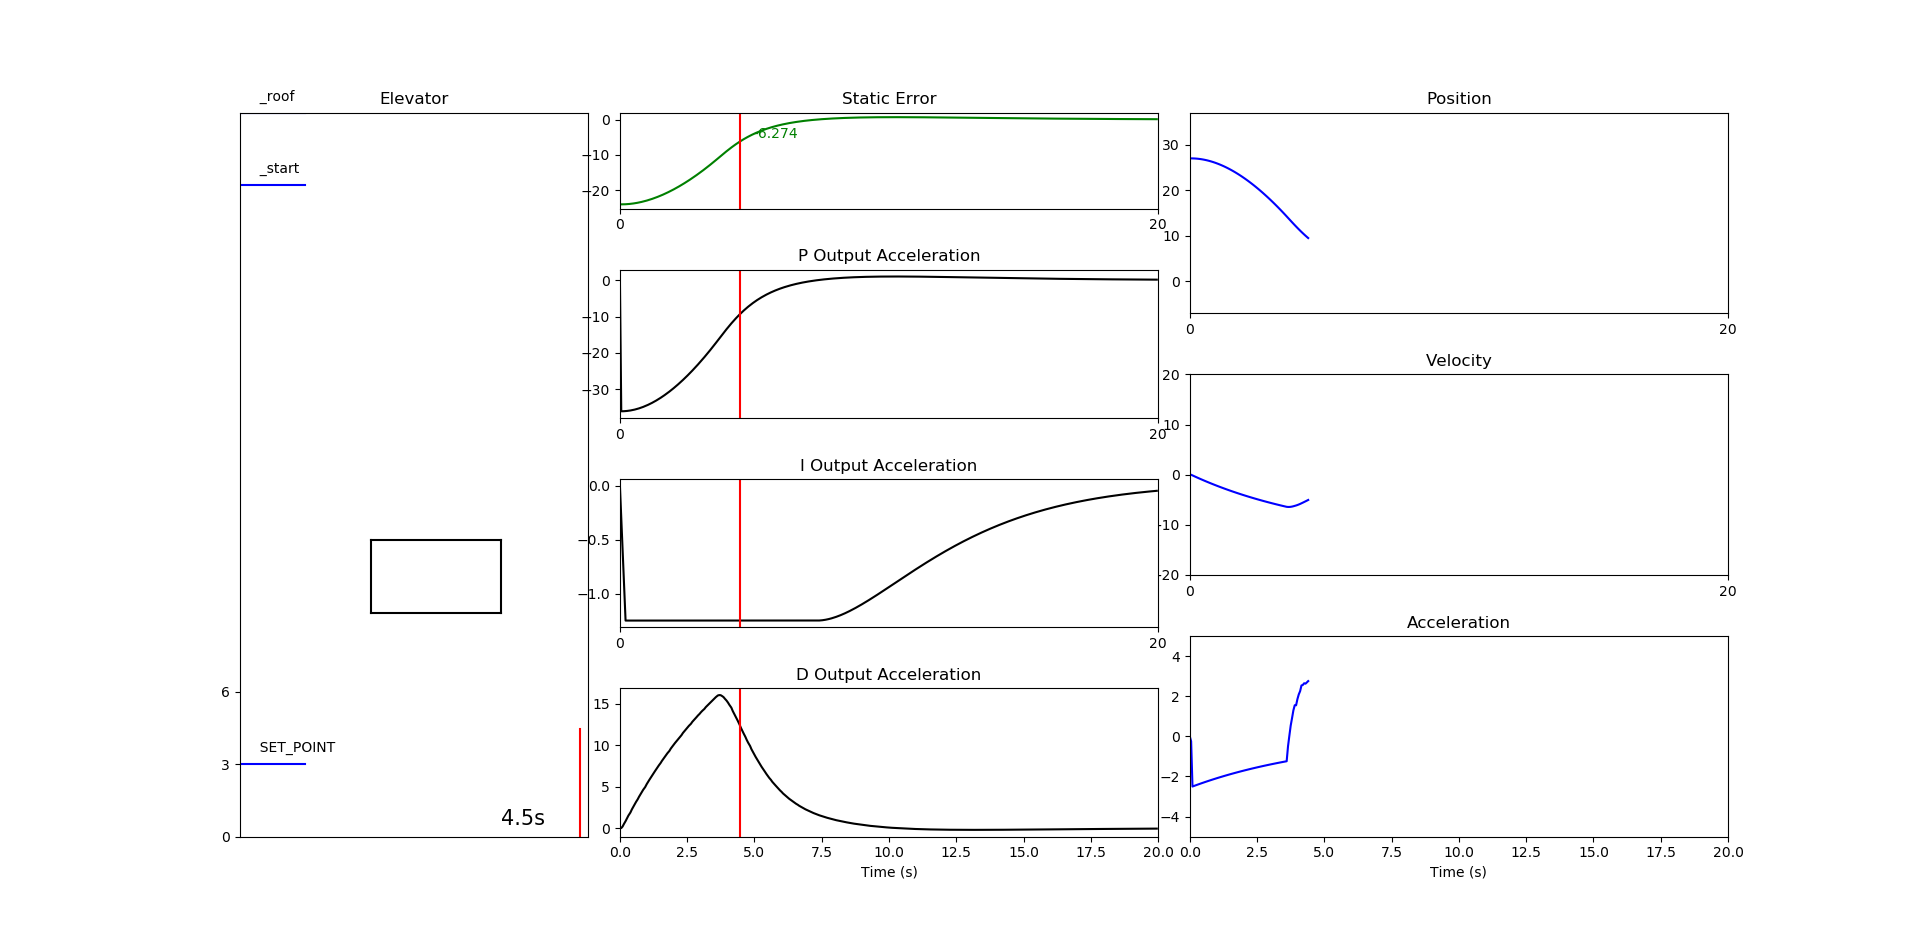 _roof
Elevator
_start
6
SET_POINT
3
4.5s
0
Static Error
0
−10
−20
6.274
0 20
P Output Acceleration
0
−10
−20
−30
0 20
I Output Acceleration
0.0
−0.5
−1.0
0 20
D Output Acceleration
15
10
5
0
0.0 2.5 5.0 7.5 10.0 12.5 15.0 17.5 20.0
Time (s)
Position
30
20
10
0
0 20
Velocity
20
10
0
-10
-20
0 20
Acceleration
4
2
0
−2
−4
0.0 2.5 5.0 7.5 10.0 12.5 15.0 17.5 20.0
Time (s)